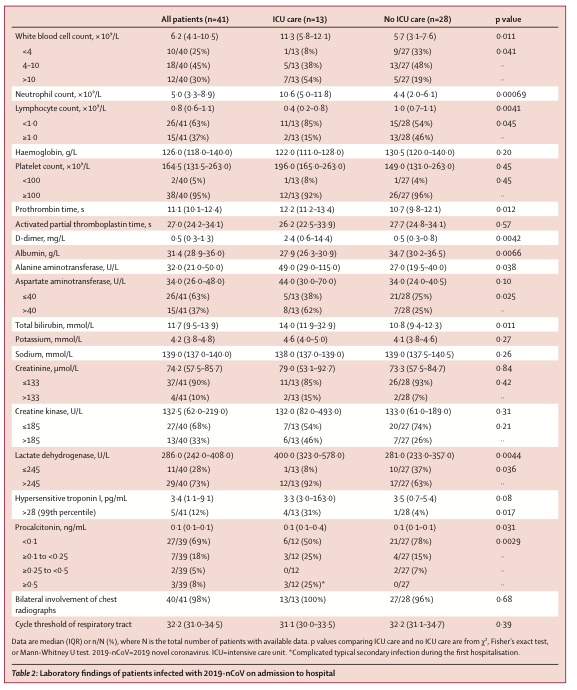 All patients (n=41) ICU care (n=13) No ICU care (n=28) p value
White blood cell count, ×10⁹/L 6·2 (4·1–10·5) 11·3 (5·8–12·1) 5·7 (3·1–7·6) 0·011
<4 10/40 (25%) 1/13 (8%) 9/27 (33%) 0·041
4–10 18/40 (45%) 5/13 (38%) 13/27 (48%) ··
>10 12/40 (30%) 7/13 (54%) 5/27 (19%) ··
Neutrophil count, ×10⁹/L 5·0 (3·3–8·9) 10·6 (5·0–11·8) 4·4 (2·0–6·1) 0·00069
Lymphocyte count, ×10⁹/L 0·8 (0·6–1·1) 0·4 (0·2–0·8) 1·0 (0·7–1·1) 0·0041
<1·0 26/41 (63%) 11/13 (85%) 15/28 (54%) 0·045
≥1·0 15/41 (37%) 2/13 (15%) 13/28 (46%) ··
Haemoglobin, g/L 126·0 (118·0–140·0) 122·0 (111·0–128·0) 130·5 (120·0–140·0) 0·20
Platelet count, ×10⁹/L 164·5 (131·5–263·0) 196·0 (165·0–263·0) 149·0 (131·0–263·0) 0·45
<100 2/40 (5%) 1/13 (8%) 1/27 (4%) 0·45
≥100 38/40 (95%) 12/13 (92%) 26/27 (96%) ··
Prothrombin time, s 11·1 (10·1–12·4) 12·2 (11·2–13·4) 10·7 (9·8–12·1) 0·012
Activated partial thromboplastin time, s 27·0 (24·2–34·1) 26·2 (22·5–33·9) 27·7 (24·8–34·1) 0·57
D-dimer, mg/L 0·5 (0·3–1·3) 2·4 (0·6–14·4) 0·5 (0·3–0·8) 0·0042
Albumin, g/L 31·4 (28·9–36·0) 27·9 (26·3–30·9) 34·7 (30·2–36·5) 0·0066
Alanine aminotransferase, U/L 32·0 (21·0–50·0) 49·0 (29·0–115·0) 27·0 (19·5–40·0) 0·038
Aspartate aminotransferase, U/L 34·0 (26·0–48·0) 44·0 (30·0–70·0) 34·0 (24·0–40·5) 0·10
≤40 26/41 (63%) 5/13 (38%) 21/28 (75%) 0·025
>40 15/41 (37%) 8/13 (62%) 7/28 (25%) ··
Total bilirubin, mmol/L 11·7 (9·5–13·9) 14·0 (11·9–32·9) 10·8 (9·4–12·3) 0·011
Potassium, mmol/L 4·2 (3·8–4·8) 4·6 (4·0–5·0) 4·1 (3·8–4·6) 0·27
Sodium, mmol/L 139·0 (137·0–140·0) 138·0 (137·0–139·0) 139·0 (137·5–140·5) 0·26
Creatinine, μmol/L 74·2 (57·5–85·7) 79·0 (53·1–92·7) 73·3 (57·5–84·7) 0·84
≤133 37/41 (90%) 11/13 (85%) 26/28 (93%) 0·42
>133 4/41 (10%) 2/13 (15%) 2/28 (7%) ··
Creatine kinase, U/L 132·5 (62·0–219·0) 132·0 (82·0–493·0) 133·0 (61·0–189·0) 0·31
≤185 27/40 (68%) 7/13 (54%) 20/27 (74%) 0·21
>185 13/40 (33%) 6/13 (46%) 7/27 (26%) ··
Lactate dehydrogenase, U/L 286·0 (242·0–408·0) 400·0 (323·0–578·0) 281·0 (233·0–357·0) 0·0044
≤245 11/40 (28%) 1/13 (8%) 10/27 (37%) 0·036
>245 29/40 (73%) 12/13 (92%) 17/27 (63%) ··
Hypersensitive troponin I, pg/mL 3·4 (1·1–9·1) 3·3 (3·0–163·0) 3·5 (0·7–5·4) 0·08
>28 (99th percentile) 5/41 (12%) 4/13 (31%) 1/28 (4%) 0·017
Procalcitonin, ng/mL 0·1 (0·1–0·1) 0·1 (0·1–0·4) 0·1 (0·1–0·1) 0·031
<0·1 27/39 (69%) 6/12 (50%) 21/27 (78%) 0·0029
≥0·1 to <0·25 7/39 (18%) 3/12 (25%) 4/27 (15%) ··
≥0·25 to <0·5 2/39 (5%) 0/12 2/27 (7%) ··
≥0·5 3/39 (8%) 3/12 (25%)* 0/27 ··
Bilateral involvement of chest 40/41 (98%) 13/13 (100%) 27/28 (96%) 0·68
radiographs
Cycle threshold of respiratory tract 32·2 (31·0–34·5) 31·1 (30·0–33·5) 32·2 (31·1–34·7) 0·39
Data are median (IQR) or n/N (%), where N is the total number of patients with available data. p values comparing ICU care and no ICU care are from χ², Fisher's exact test,
or Mann-Whitney U test. 2019-nCoV=2019 novel coronavirus. ICU=intensive care unit. *Complicated typical secondary infection during the first hospitalisation.
Table 2: Laboratory findings of patients infected with 2019-nCoV on admission to hospital